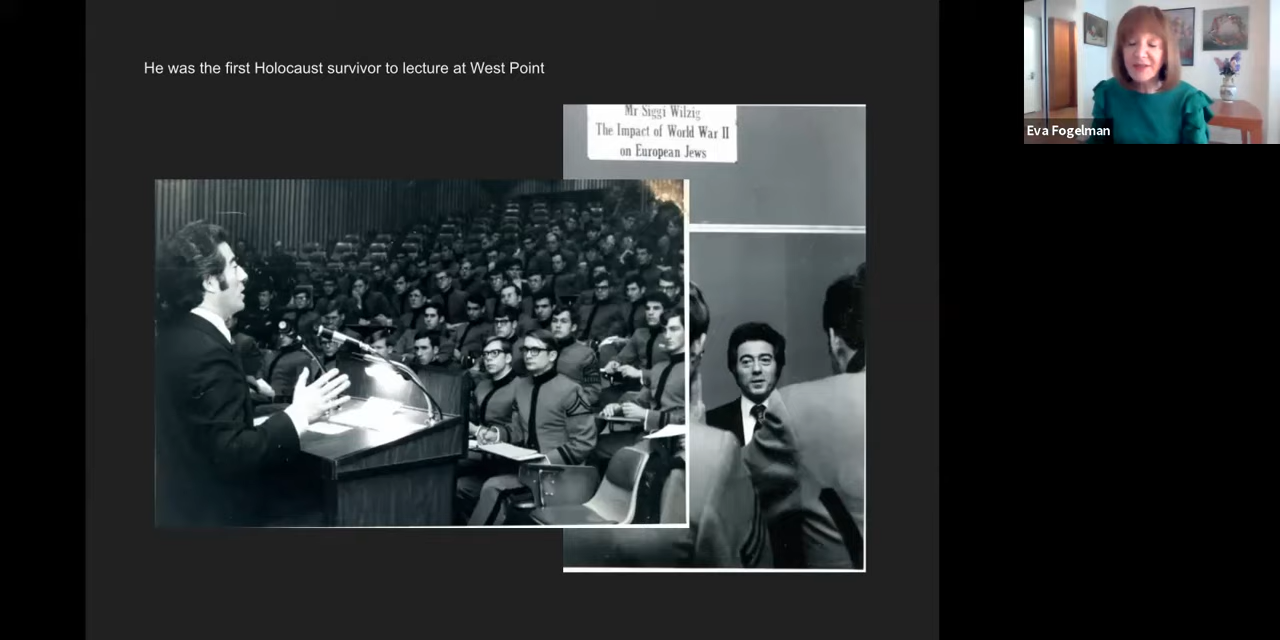 He was the first Holocaust survivor to lecture at West Point
Mr Siggi Wilzig
The Impact of World War II
on European Jews
Eva Fogelman